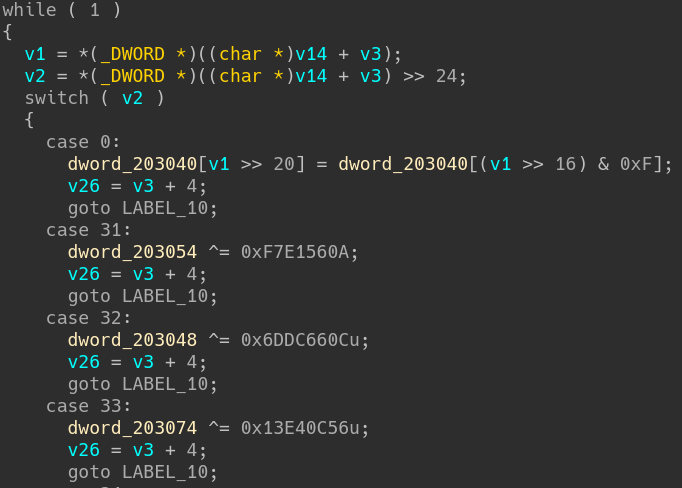 while ( 1 )
{
v1 = *(_DWORD *)((char *)v14 + v3);
v2 = *(_DWORD *)((char *)v14 + v3) >> 24;
switch ( v2 )
{
case 0:
dword_203040[v1 >> 20] = dword_203040[(v1 >> 16) & 0xF];
v26 = v3 + 4;
goto LABEL_10;
case 31:
dword_203054 ^= 0xF7E1560A;
v26 = v3 + 4;
goto LABEL_10;
case 32:
dword_203048 ^= 0x6DDC660Cu;
v26 = v3 + 4;
goto LABEL_10;
case 33:
dword_203074 ^= 0x13E40C56u;
v26 = v3 + 4;
goto LABEL_10;